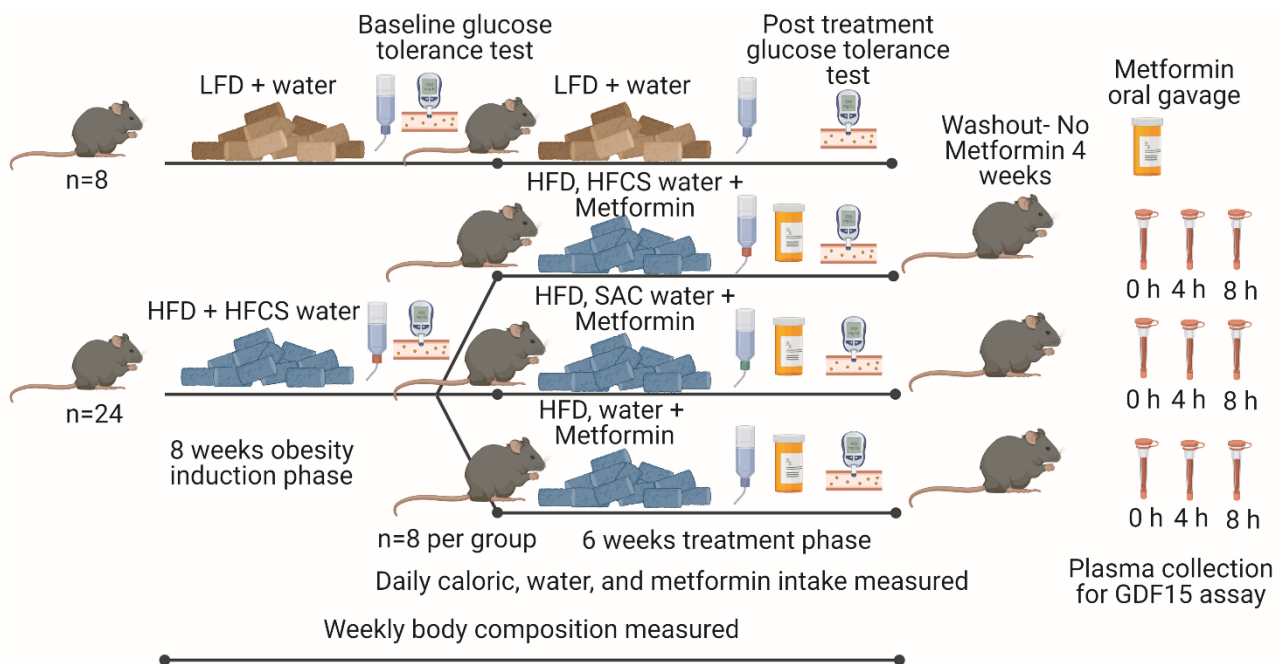 Baseline glucose
tolerance test
Post treatment
glucose tolerance
test
LFD + water
LFD + water
Metformin
oral gavage
n=8
Washout- No
Metformin 4
weeks
HFD, HFCS water +
Metformin
0 h 4 h 8 h
HFD + HFCS water
HFD, SAC water +
Metformin
n=24
0 h 4 h 8 h
8 weeks obesity
induction phase
HFD, water +
Metformin
0 h 4 h 8 h
n=8 per group
6 weeks treatment phase
Daily caloric, water, and metformin intake measured
Plasma collection
for GDF15 assay
Weekly body composition measured